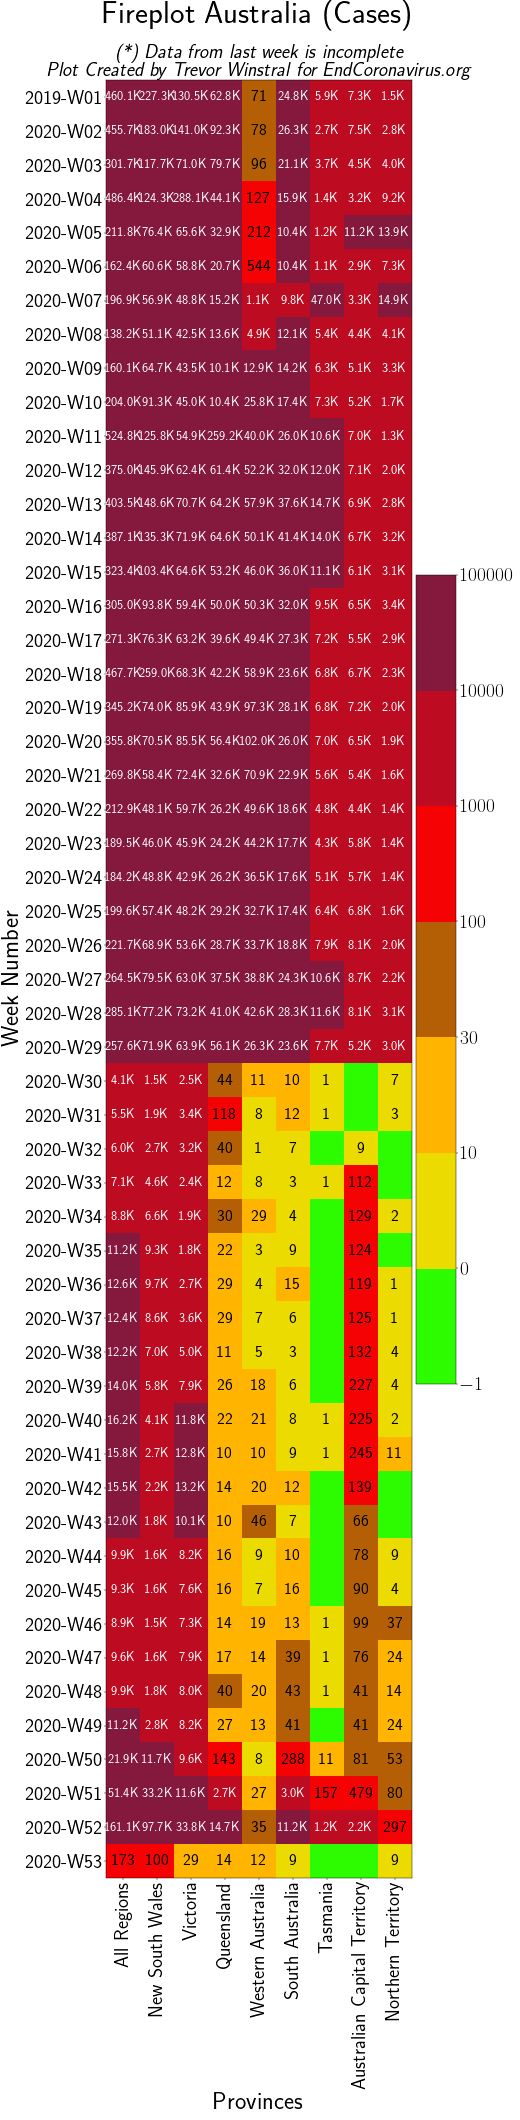 Fireplot Australia (Cases)
(*) Data from last week is incomplete
Plot Created by Trevor Winstral for EndCoronavirus.org
2019-W01 460.1K 227.3K 130.5K 62.8K 71 24.8K 5.9K 7.3K 1.5K
2020-W02 455.7K 183.0K 141.0K 92.3K 78 26.3K 2.7K 7.5K 2.8K
2020-W03 301.7K 117.7K 71.0K 79.7K 96 21.1K 3.7K 4.5K 4.0K
2020-W04 486.4K 124.3K 288.1K 44.1K 127 15.9K 1.4K 3.2K 9.2K
2020-W05 211.8K 76.4K 65.6K 32.9K 212 10.4K 1.2K 11.2K 13.9K
2020-W06 162.4K 60.6K 58.8K 20.7K 544 10.4K 1.1K 2.9K 7.3K
2020-W07 196.9K 56.9K 48.8K 15.2K 1.1K 9.8K 47.0K 3.3K 14.9K
2020-W08 138.2K 51.1K 42.5K 13.6K 4.9K 12.1K 5.4K 4.4K 4.1K
2020-W09 160.1K 64.7K 43.5K 10.1K 12.9K 14.2K 6.3K 5.1K 3.3K
2020-W10 204.0K 91.3K 45.0K 10.4K 25.8K 17.4K 7.3K 5.2K 1.7K
2020-W11 524.8K 125.8K 54.9K 259.2K 40.0K 26.0K 10.6K 7.0K 1.3K
2020-W12 375.0K 145.9K 62.4K 61.4K 52.2K 32.0K 12.0K 7.1K 2.0K
2020-W13 403.5K 148.6K 70.7K 64.2K 57.9K 37.6K 14.7K 6.9K 2.8K
2020-W14 387.1K 135.3K 71.9K 64.6K 50.1K 41.4K 14.0K 6.7K 3.2K
2020-W15 323.4K 103.4K 64.6K 53.2K 46.0K 36.0K 11.1K 6.1K 3.1K
2020-W16 305.0K 93.8K 59.4K 50.0K 50.3K 32.0K 9.5K 6.5K 3.4K
2020-W17 271.3K 76.3K 63.2K 39.6K 49.4K 27.3K 7.2K 5.5K 2.9K
2020-W18 467.7K 259.0K 68.3K 42.2K 58.9K 23.6K 6.8K 6.7K 2.3K
2020-W19 345.2K 74.0K 85.9K 43.9K 97.3K 28.1K 6.8K 7.2K 2.0K
2020-W20 355.8K 70.5K 85.5K 56.4K 102.0K 26.0K 7.0K 6.5K 1.9K
2020-W21 269.8K 58.4K 72.4K 32.6K 70.9K 22.9K 5.6K 5.4K 1.6K
2020-W22 212.9K 48.1K 59.7K 26.2K 49.6K 18.6K 4.8K 4.4K 1.4K
2020-W23 189.5K 46.0K 45.9K 24.2K 44.2K 17.7K 4.3K 5.8K 1.4K
2020-W24 184.2K 48.8K 42.9K 26.2K 36.5K 17.6K 5.1K 5.7K 1.4K
2020-W25 199.6K 57.4K 48.2K 29.2K 32.7K 17.4K 6.4K 6.8K 1.6K
2020-W26 221.7K 68.9K 53.6K 28.7K 33.7K 18.8K 7.9K 8.1K 2.0K
2020-W27 264.5K 79.5K 63.0K 37.5K 38.8K 24.3K 10.6K 8.7K 2.2K
2020-W28 285.1K 77.2K 73.2K 41.0K 42.6K 28.3K 11.6K 8.1K 3.1K
2020-W29 257.6K 71.9K 63.9K 56.1K 26.3K 23.6K 7.7K 5.2K 3.0K
2020-W30 4.1K 1.5K 2.5K 44 11 10 1 7
2020-W31 5.5K 1.9K 3.4K 118 8 12 1 3
2020-W32 6.0K 2.7K 3.2K 40 1 7 9
2020-W33 7.1K 4.6K 2.4K 12 8 3 1 112
2020-W34 8.8K 6.6K 1.9K 30 29 4 129 2
2020-W35 11.2K 9.3K 1.8K 22 3 9 124
2020-W36 12.6K 9.7K 2.7K 29 4 15 119 1
2020-W37 12.4K 8.6K 3.6K 29 7 6 125 1
2020-W38 12.2K 7.0K 5.0K 11 5 3 132 4
2020-W39 14.0K 5.8K 7.9K 26 18 6 227 4
2020-W40 16.2K 4.1K 11.8K 22 21 8 1 225 2
2020-W41 15.8K 2.7K 12.8K 10 10 9 1 245 11
2020-W42 15.5K 2.2K 13.2K 14 20 12 139
2020-W43 12.0K 1.8K 10.1K 10 46 7 66
2020-W44 9.9K 1.6K 8.2K 16 9 10 78 9
2020-W45 9.3K 1.6K 7.6K 16 7 16 90 4
2020-W46 8.9K 1.5K 7.3K 14 19 13 1 99 37
2020-W47 9.6K 1.6K 7.9K 17 14 39 1 76 24
2020-W48 9.9K 1.8K 8.0K 40 20 43 1 41 14
2020-W49 11.2K 2.8K 8.2K 27 13 41 41 24
2020-W50 21.9K 11.7K 9.6K 143 8 288 11 81 53
2020-W51 51.4K 33.2K 11.6K 2.7K 27 3.0K 157 479 80
2020-W52 161.1K 97.7K 33.8K 14.7K 35 11.2K 1.2K 2.2K 297
2020-W53 173 100 29 14 12 9 9
Week Number
All Regions
New South Wales
Victoria
Queensland
Western Australia
South Australia
Tasmania
Australian Capital Territory
Northern Territory
Provinces
100000
10000
1000
100
30
10
0
−1